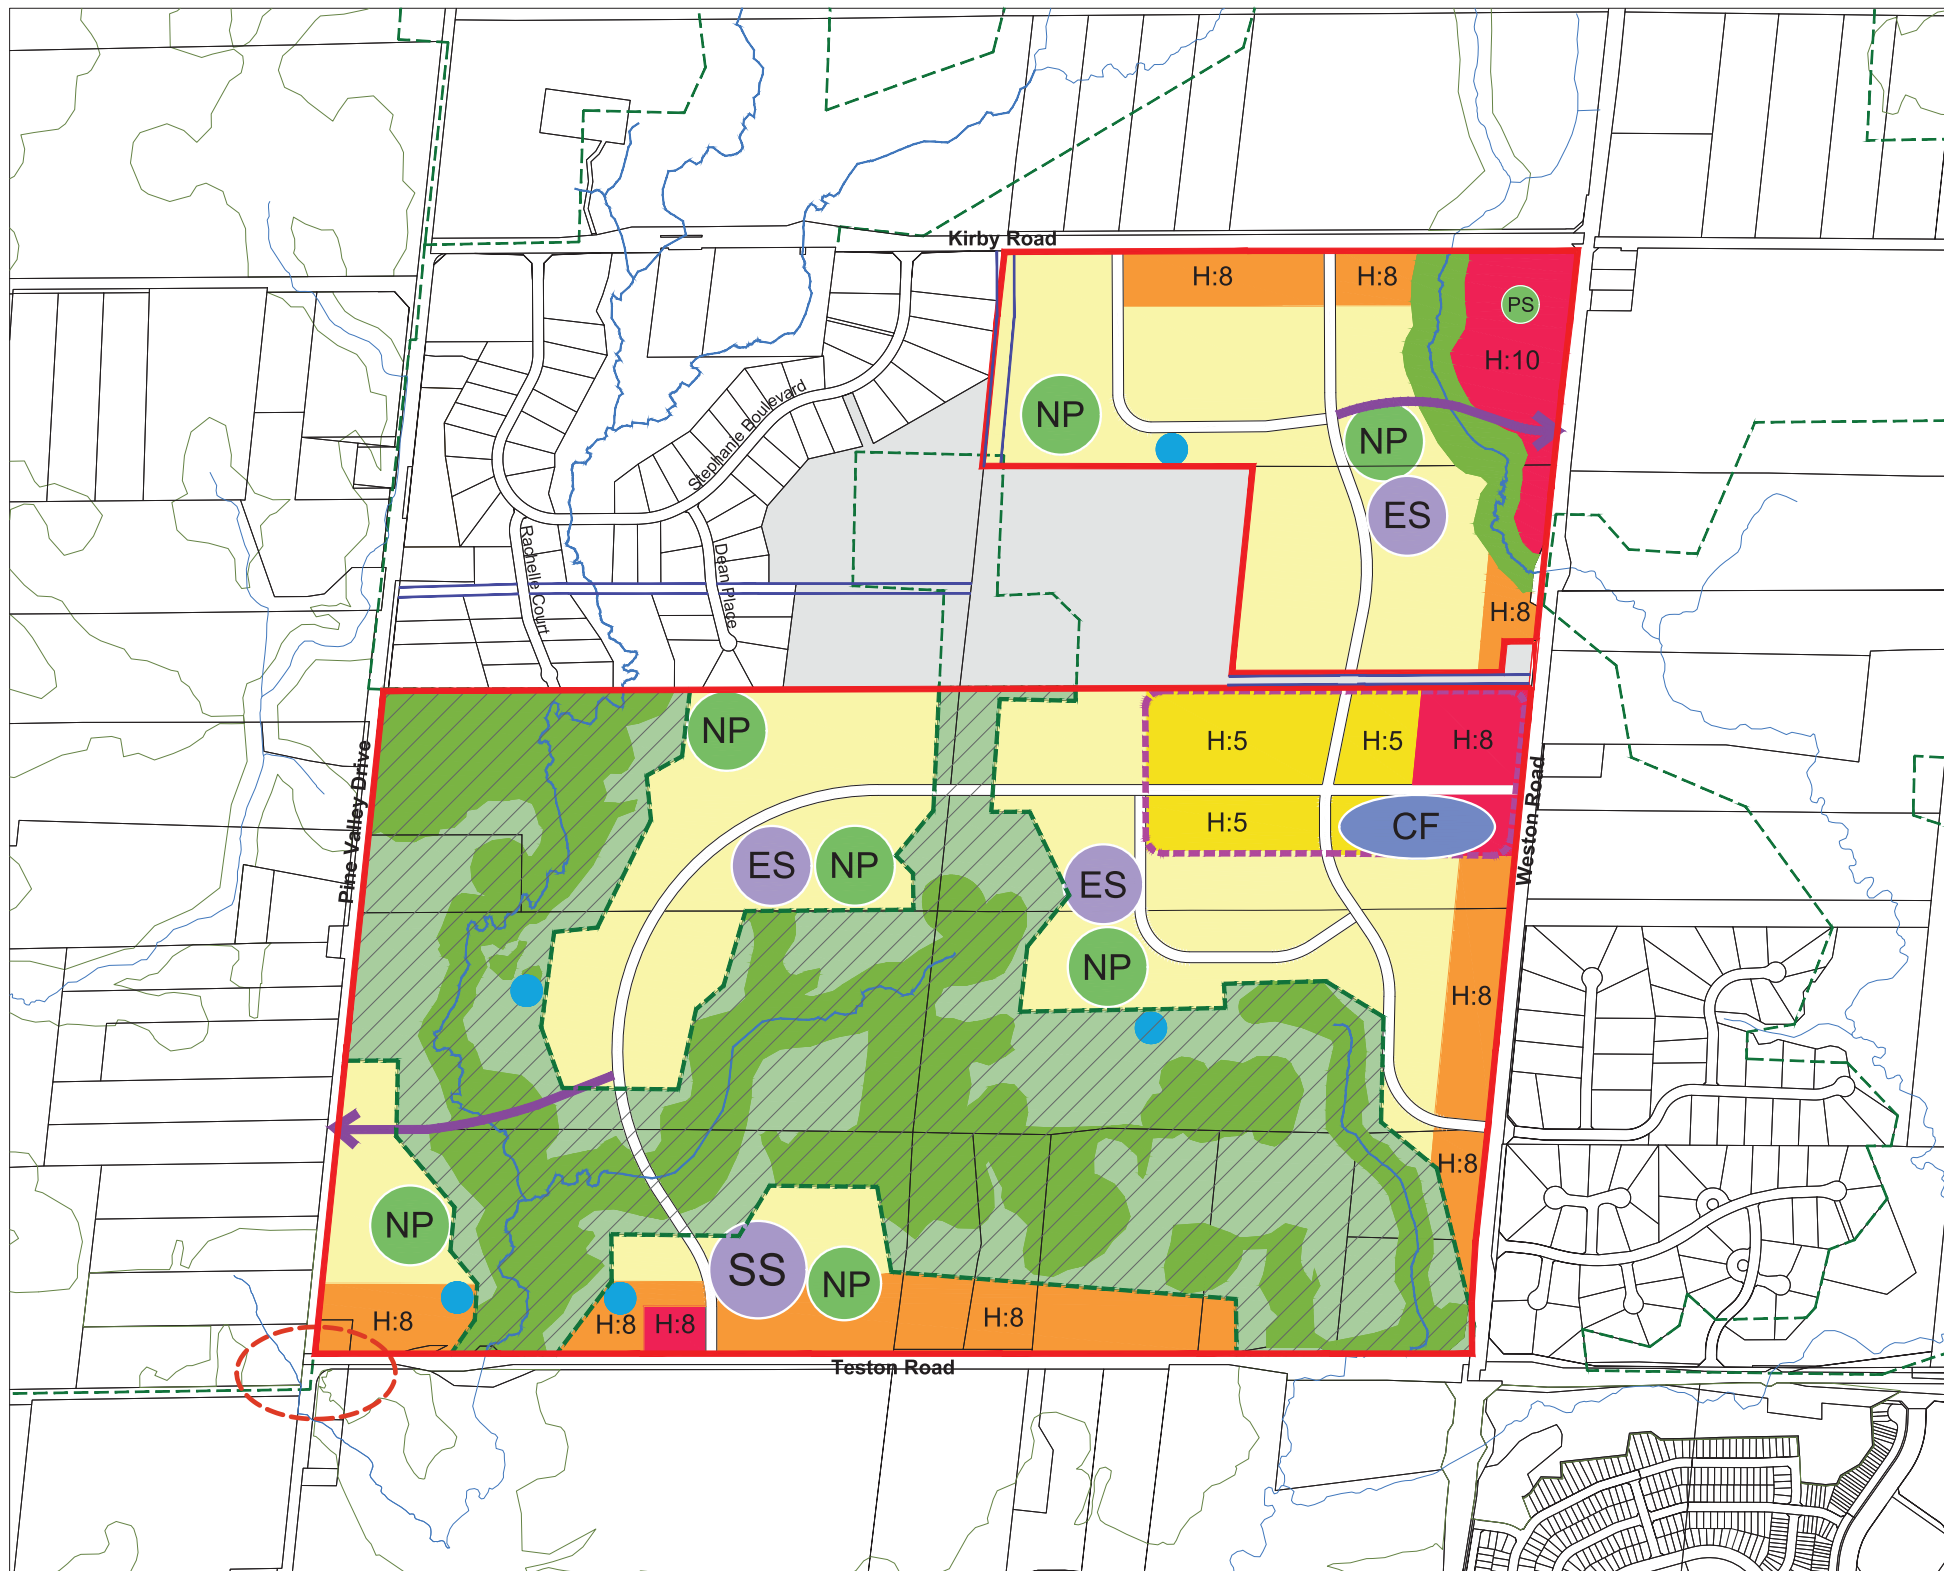 Kirby Road
H:8
H:8
PS
H:10
NP
NP
Stephanie Boulevard
ES
Rachelle Court
Dean Place
H:8
NP
H:5
H:5
H:8
Pine Valley Drive
Weston Road
H:5
CF
ES
NP
ES
NP
H:8
H:8
NP
SS
NP
H:8
H:8
H:8
H:8
Teston Road